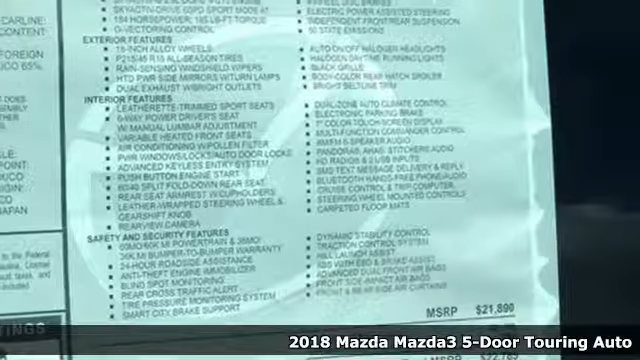 SKYACTIV-DRIVE 6SPD SPORT MODE AT
184 HORSEPOWER; 185 LB-FT TORQUE
G-VECTORING CONTROL
EXTERIOR FEATURES
ELECTRIC POWER ASSISTED STEERING
INDEPENDENT FRONT/REAR SUSPENSION
50 STATE EMISSIONS
CARLINE:
CONTENT:
FOREIGN
ICO 65%
-INCH ALLOY WHEELS
P215/45 R18 ALL-SEASON TIRES
RAIN-SENSING WINDSHIELD WIPERS
HTD PWR SIDE MIRRORS W/TURN LAMPS
DUAL EXHAUST W/BRIGHT OUTLETS
AUTO ON/OFF HALOGEN HEADLIGHTS
HALOGEN DAYTIME RUNNING LIGHTS
BLACK GRILLE
BODY-COLOR REAR HATCH SPOILER
BRIGHT BELTLINE TRIM
INTERIOR FEATURES
LEATHERETTE-TRIMMED SPORT SEATS
6-WAY POWER DRIVER'S SEAT
W/ MANUAL LUMBAR ADJUSTMENT
VARIABLE HEATED FRONT SEATS
AIR CONDITIONING W/POLLEN FILTER
PWR WINDOWS/LOCKS/AUTO DOOR LOCKS
ADVANCED KEYLESS ENTRY SYSTEM
PUSH BUTTON ENGINE START
60/40 SPLIT FOLD-DOWN REAR SEAT
REAR SEAT ARMREST W/CUPHOLDERS
LEATHER-WRAPPED STEERING WHEEL &
GEARSHIFT KNOB
REARVIEW CAMERA
DUAL-ZONE AUTO CLIMATE CONTROL
ELECTRONIC PARKING BRAKE
7" COLOR TOUCH-SCREEN DISPLAY
MULTI-FUNCTION COMMANDER CONTROL
AM/FM 6-SPEAKER AUDIO
PANDORA®, AHA®, STITCHER® AUDIO
HD RADIO® & 2 USB INPUTS
SMS TEXT MESSAGE DELIVERY & REPLY
BLUETOOTH HANDS-FREE PHONE/AUDIO
CRUISE CONTROL & TRIP COMPUTER
STEERING WHEEL MOUNTED CONTROLS
CARPETED FLOOR MATS
SAFETY AND SECURITY FEATURES
60MO/60K MI POWERTRAIN & 36MO/
36K MI BUMPER-TO-BUMPER WARRANTY
24-HOUR ROADSIDE ASSISTANCE
ANTI-THEFT ENGINE IMMOBILIZER
BLIND SPOT MONITORING
REAR CROSS TRAFFIC ALERT
TIRE PRESSURE MONITORING SYSTEM
SMART CITY BRAKE SUPPORT
DYNAMIC STABILITY CONTROL
TRACTION CONTROL SYSTEM
HILL LAUNCH ASSIST
ABS WITH EBD & BRAKE ASSIST
ADVANCED DUAL FRONT AIR BAGS
FRONT SIDE-IMPACT AIR BAGS
FRONT & REAR SIDE AIR CURTAINS
to the Federal
License
and
included.
MSRP $21,890
2018 Mazda Mazda3 5-Door Touring Auto